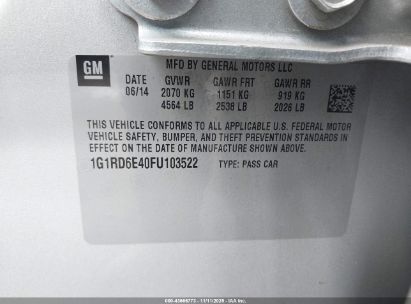 MFD BY GENERAL MOTORS LLC
GM
DATE GVWR GAWR FRT GAWR RR
06/14 2070 KG 1151 KG 919 KG
4564 LB 2538 LB 2026 LB
THIS VEHICLE CONFORMS TO ALL APPLICABLE U.S. FEDERAL MOTOR
VEHICLE SAFETY, BUMPER, AND THEFT PREVENTION STANDARDS IN
EFFECT ON THE DATE OF MANUFACTURE SHOWN ABOVE.
1G1RD6E40FU103522 TYPE: PASS CAR